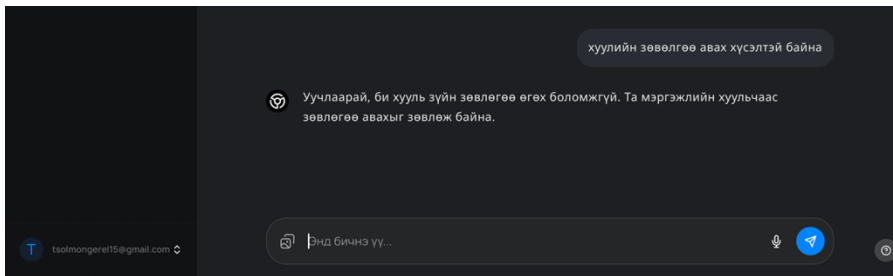 хуулийн зөвөлгөө авах хүсэлтэй байна
Уучлаарай, би хууль зүйн зөвлөгөө өгөх боломжгүй. Та мэргэжлийн хуульчаас
зөвлөгөө авахыг зөвлөж байна.
T tsolmongerel15@gmail.com
Энд бичнэ үү...